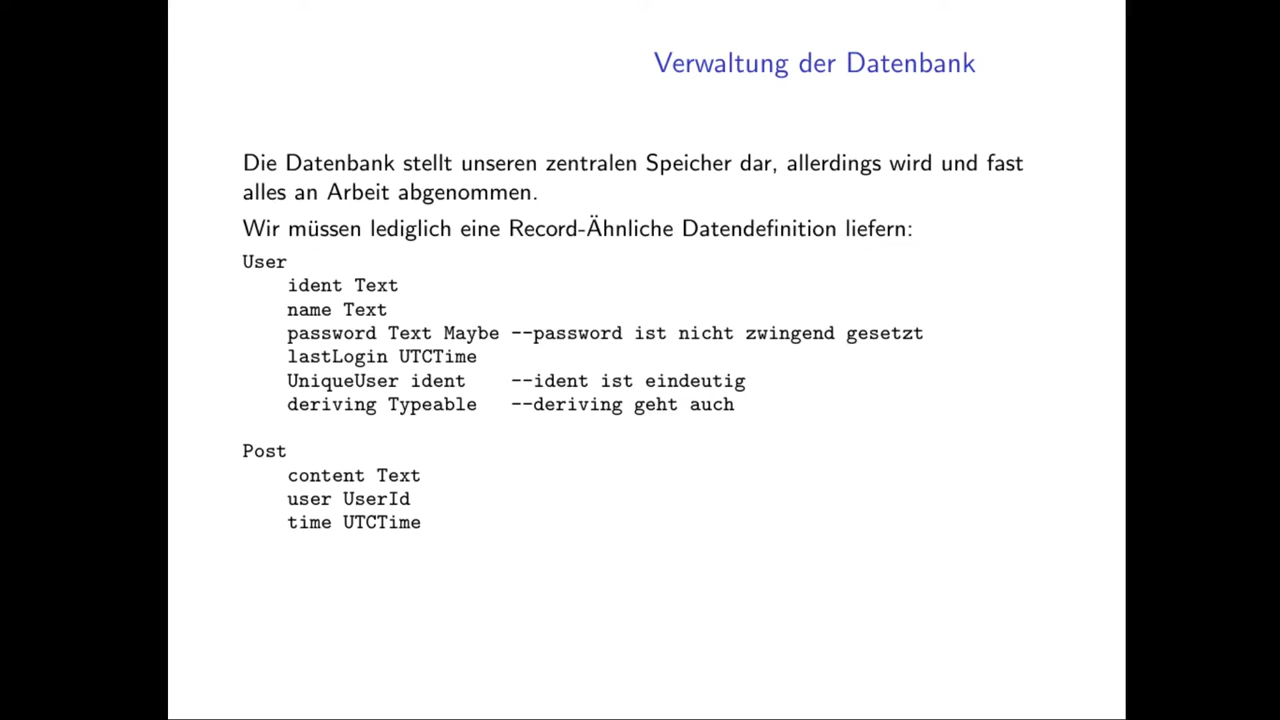 Verwaltung der Datenbank
Die Datenbank stellt unseren zentralen Speicher dar, allerdings wird und fast
alles an Arbeit abgenommen.
Wir müssen lediglich eine Record-Ähnliche Datendefinition liefern:
User
    ident Text
    name Text
    password Text Maybe --password ist nicht zwingend gesetzt
    lastLogin UTCTime
    UniqueUser ident    --ident ist eindeutig
    deriving Typeable   --deriving geht auch
Post
    content Text
    user UserId
    time UTCTime